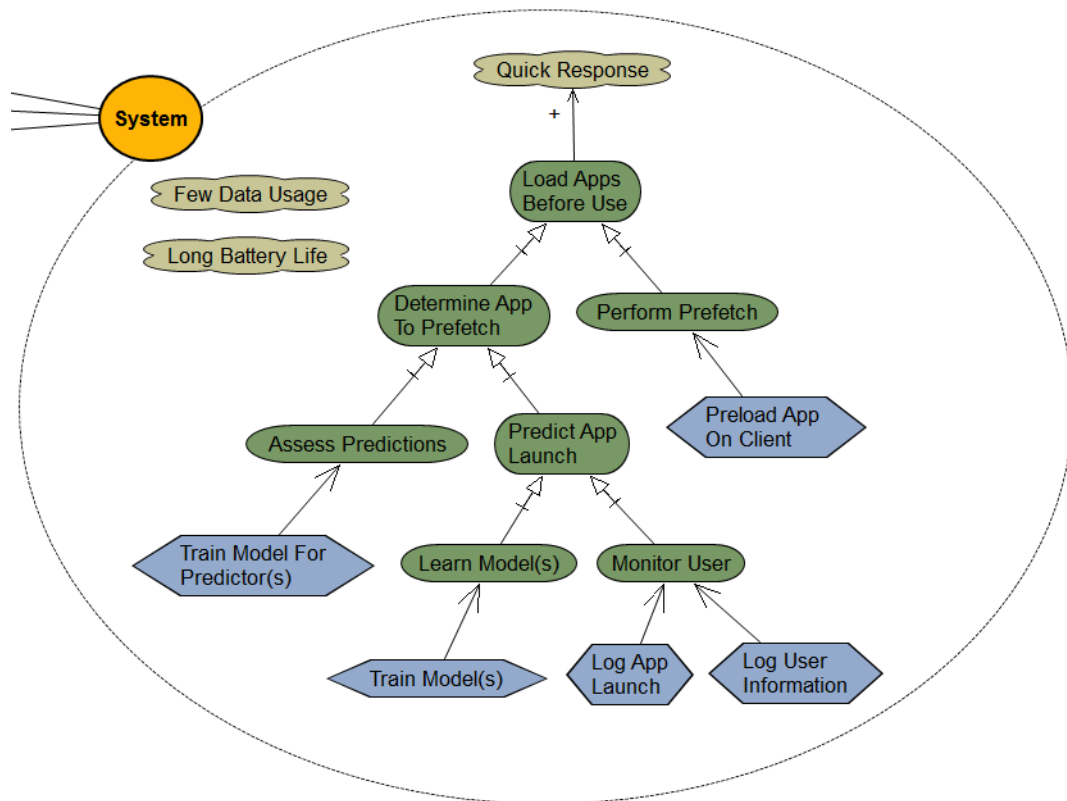 Quick Response
+
System
Load Apps
Before Use
Few Data Usage
Long Battery Life
Determine App
To Prefetch
Perform Prefetch
Preload App
On Client
Assess Predictions
Predict App
Launch
Train Model For
Predictor(s)
Learn Model(s)
Monitor User
Train Model(s)
Log App
Launch
Log User
Information